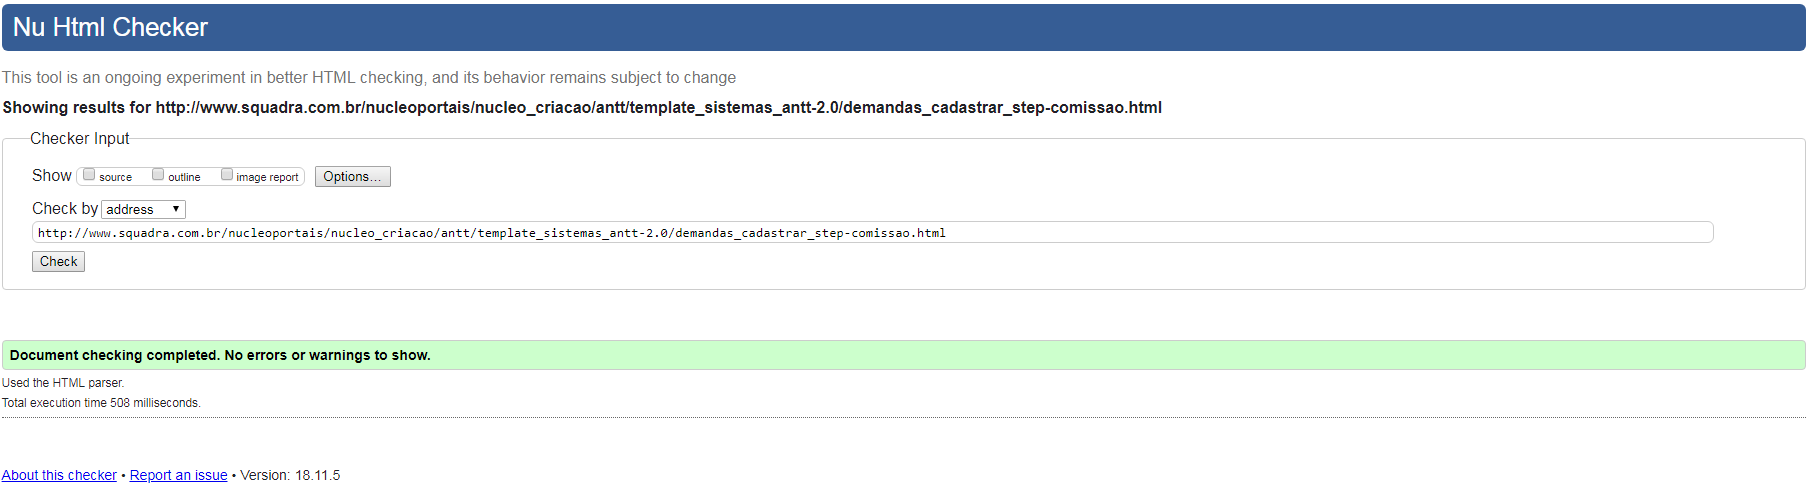 Nu Html Checker
This tool is an ongoing experiment in better HTML checking, and its behavior remains subject to change
Showing results for http://www.squadra.com.br/nucleoportais/nucleo_criacao/antt/template_sistemas_antt-2.0/demandas_cadastrar_step-comissao.html
Checker Input
Show source outline image report Options...
Check by address
http://www.squadra.com.br/nucleoportais/nucleo_criacao/antt/template_sistemas_antt-2.0/demandas_cadastrar_step-comissao.html
Check
Document checking completed. No errors or warnings to show.
Used the HTML parser.
Total execution time 508 milliseconds.
About this checker • Report an issue • Version: 18.11.5